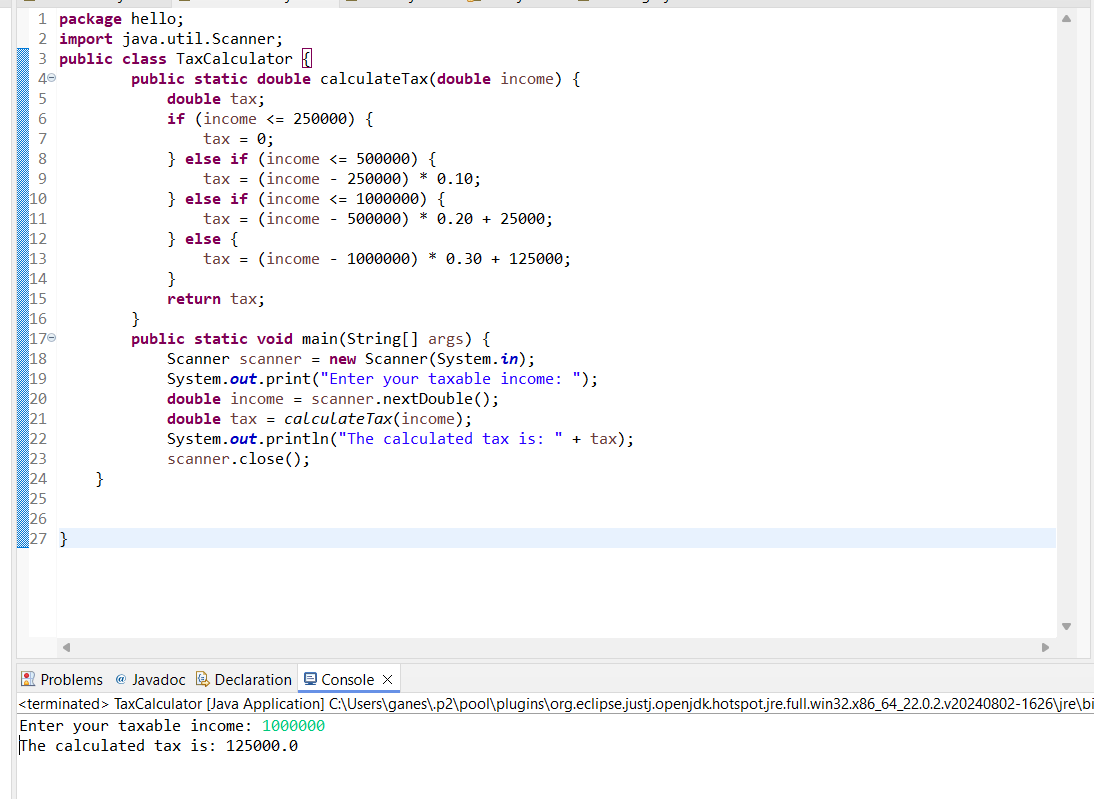 1 package hello;
2 import java.util.Scanner;
3 public class TaxCalculator {
4 public static double calculateTax(double income) {
5 double tax;
6 if (income <= 250000) {
7 tax = 0;
8 } else if (income <= 500000) {
9 tax = (income - 250000) * 0.10;
10 } else if (income <= 1000000) {
11 tax = (income - 500000) * 0.20 + 25000;
12 } else {
13 tax = (income - 1000000) * 0.30 + 125000;
14 }
15 return tax;
16 }
17 public static void main(String[] args) {
18 Scanner scanner = new Scanner(System.in);
19 System.out.print("Enter your taxable income: ");
20 double income = scanner.nextDouble();
21 double tax = calculateTax(income);
22 System.out.println("The calculated tax is: " + tax);
23 scanner.close();
24 }
25
26
27 }
Problems @ Javadoc Declaration Console
<terminated> TaxCalculator [Java Application] C:\Users\ganes\.p2\pool\plugins\org.eclipse.justj.openjdk.hotspot.jre.full.win32.x86_64_22.0.2.v20240802-1626\jre\bi
Enter your taxable income: 1000000
The calculated tax is: 125000.0